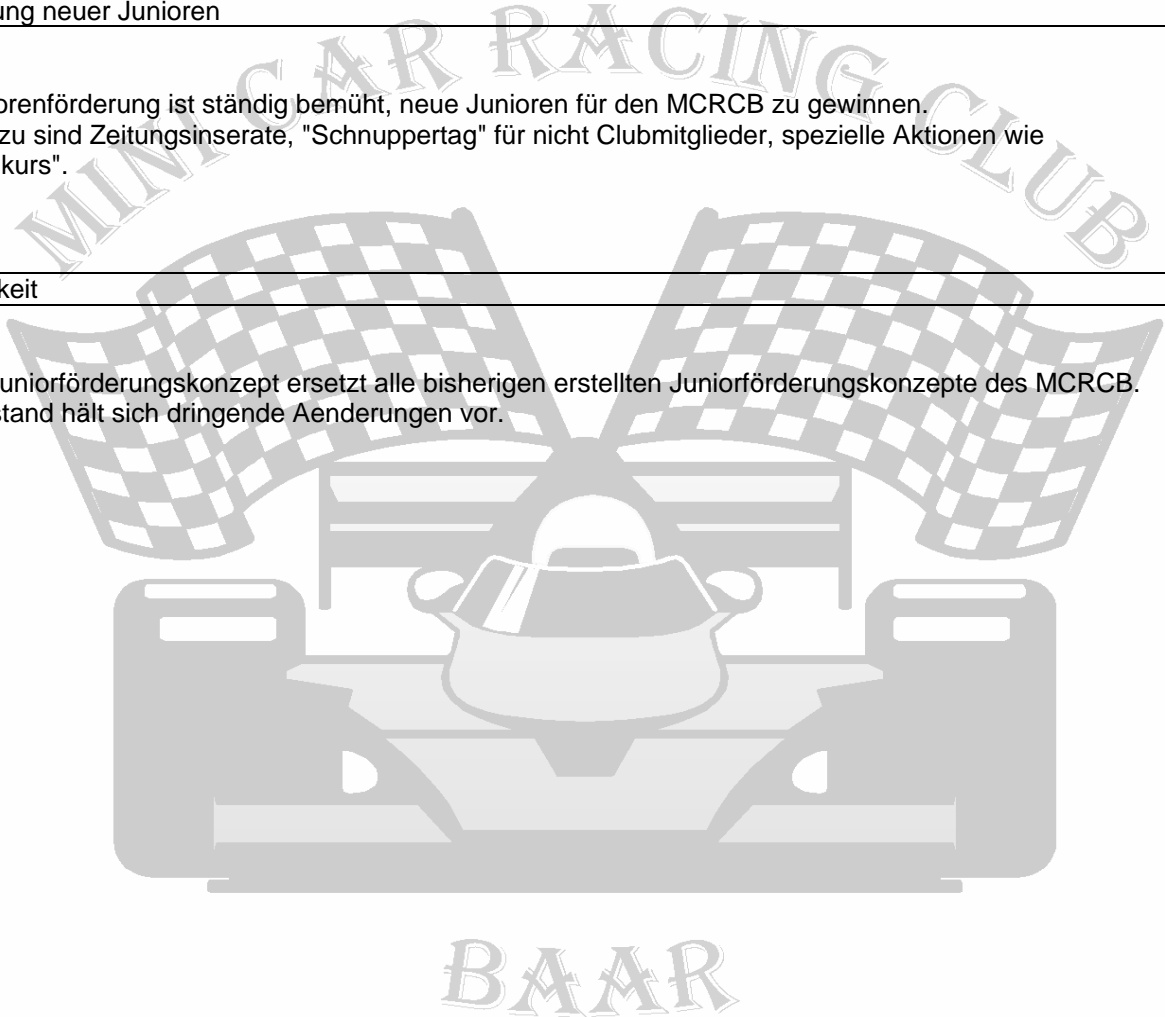 ung neuer Junioren
MINI CAR RACING CLUB
orenförderung ist ständig bemüht, neue Junioren für den MCRCB zu gewinnen.
zu sind Zeitungsinserate, "Schnuppertag" für nicht Clubmitglieder, spezielle Aktionen wie
kurs".
keit
uniorförderungskonzept ersetzt alle bisherigen erstellten Juniorförderungskonzepte des MCRCB.
stand hält sich dringende Aenderungen vor.
BAAR